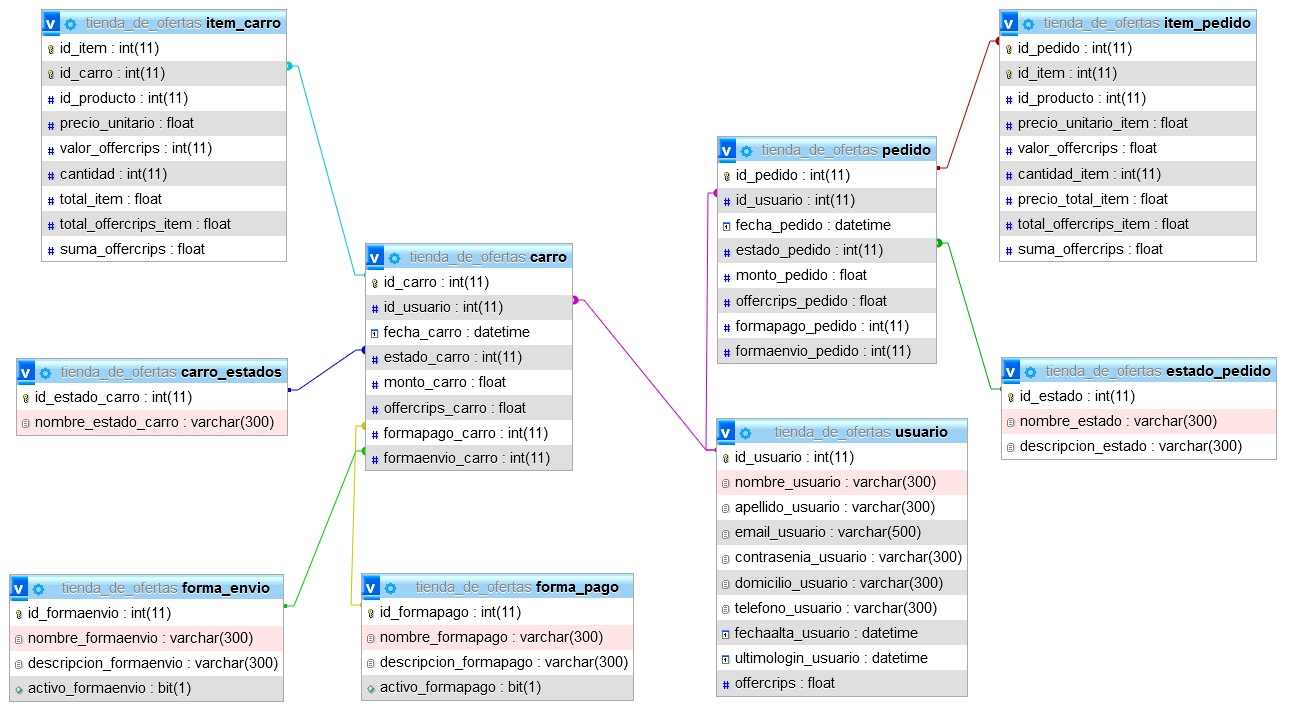 tienda_de_ofertas item_carro
id_item : int(11)
id_carro : int(11)
id_producto : int(11)
precio_unitario : float
valor_offercrips : int(11)
cantidad : int(11)
total_item : float
total_offercrips_item : float
suma_offercrips : float
tienda_de_ofertas item_pedido
id_pedido : int(11)
id_item : int(11)
id_producto : int(11)
precio_unitario_item : float
valor_offercrips : float
cantidad_item : int(11)
precio_total_item : float
total_offercrips_item : float
suma_offercrips : float
tienda_de_ofertas pedido
id_pedido : int(11)
id_usuario : int(11)
fecha_pedido : datetime
estado_pedido : int(11)
monto_pedido : float
offercrips_pedido : float
formapago_pedido : int(11)
formaenvio_pedido : int(11)
tienda_de_ofertas carro
id_carro : int(11)
id_usuario : int(11)
fecha_carro : datetime
estado_carro : int(11)
monto_carro : float
offercrips_carro : float
formapago_carro : int(11)
formaenvio_carro : int(11)
tienda_de_ofertas carro_estados
id_estado_carro : int(11)
nombre_estado_carro : varchar(300)
tienda_de_ofertas estado_pedido
id_estado : int(11)
nombre_estado : varchar(300)
descripcion_estado : varchar(300)
tienda_de_ofertas usuario
id_usuario : int(11)
nombre_usuario : varchar(300)
apellido_usuario : varchar(300)
email_usuario : varchar(500)
contrasenia_usuario : varchar(300)
domicilio_usuario : varchar(300)
telefono_usuario : varchar(300)
fechaalta_usuario : datetime
ultimologin_usuario : datetime
offercrips : float
tienda_de_ofertas forma_envio
id_formaenvio : int(11)
nombre_formaenvio : varchar(300)
descripcion_formaenvio : varchar(300)
activo_formaenvio : bit(1)
tienda_de_ofertas forma_pago
id_formapago : int(11)
nombre_formapago : varchar(300)
descripcion_formapago : varchar(300)
activo_formapago : bit(1)